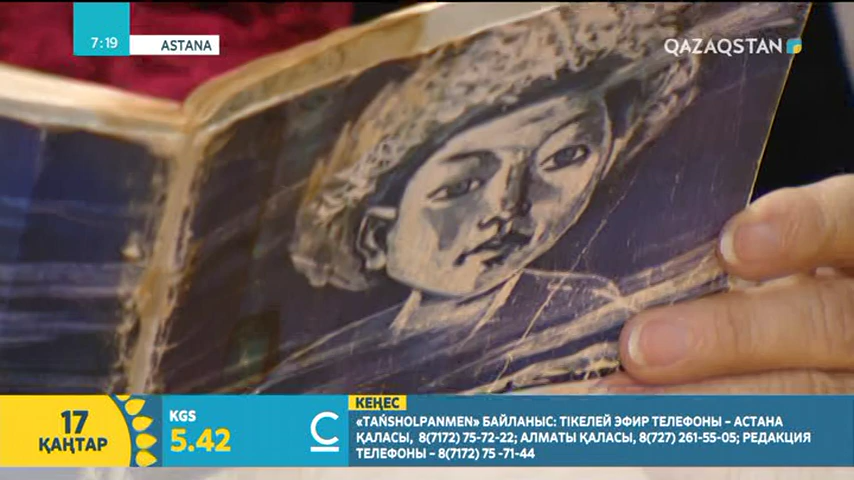 7:19
ASTANA
QAZAQSTAN
17
ҚАҢТАР
KGS
5.42
КЕҢЕС
«TAŃSHOLPANMEN» БАЙЛАНЫС: ТІКЕЛЕЙ ЭФИР ТЕЛЕФОНЫ – АСТАНА
ҚАЛАСЫ, 8(7172) 75-72-22; АЛМАТЫ ҚАЛАСЫ, 8(727) 261-55-05; РЕДАКЦИЯ
ТЕЛЕФОНЫ – 8(7172) 75 -71-44